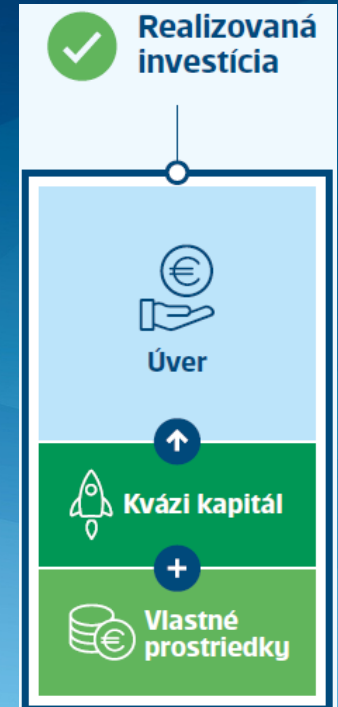 Realizovaná
investícia
€
Úver
Kvázi kapitál
+
€
Vlastné
prostriedky